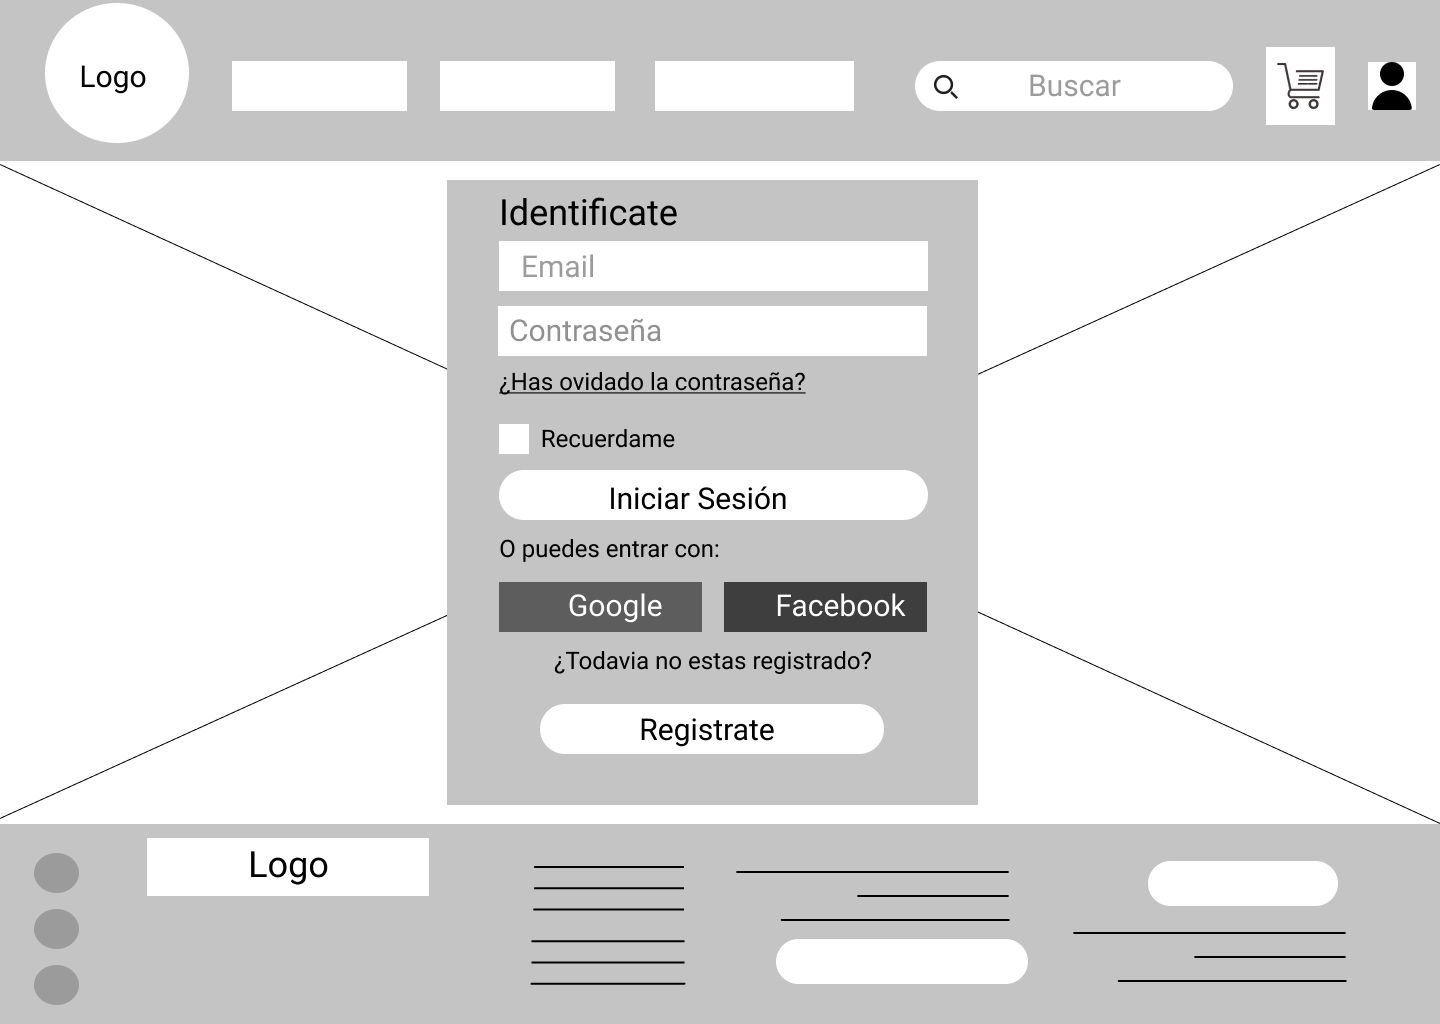 Logo
Buscar
Identificate
Email
Contraseña
¿Has ovidado la contraseña?
Recuerdame
Iniciar Sesión
O puedes entrar con:
Google
Facebook
¿Todavia no estas registrado?
Registrate
Logo